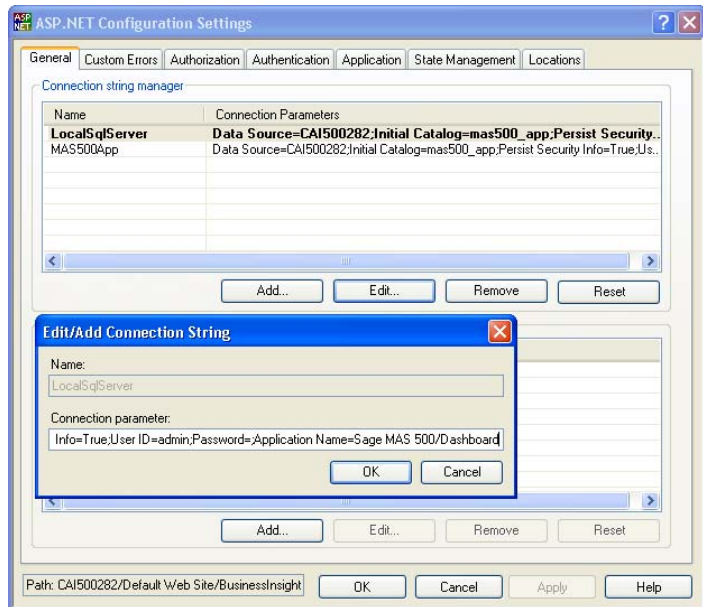 ASP.NET Configuration Settings
General Custom Errors Authorization Authentication Application State Management Locations
Connection string manager
Name Connection Parameters
LocalSqlServer Data Source=CAI500282;Initial Catalog=mas500_app;Persist Security..
MAS500App Data Source=CAI500282;Initial Catalog=mas500_app;Persist Security Info=True;Us..
Add... Edit... Remove Reset
Edit/Add Connection String
Name:
LocalSqlServer
Connection parameter:
Info=True;User ID=admin;Password=;Application Name=Sage MAS 500/Dashboard
OK Cancel
Add... Edit... Remove Reset
Path: CAI500282/Default Web Site/BusinessInsight OK Cancel Apply Help